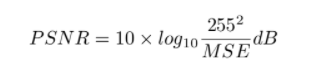 PSNR = 10 × log₁₀ 255²/MSE dB